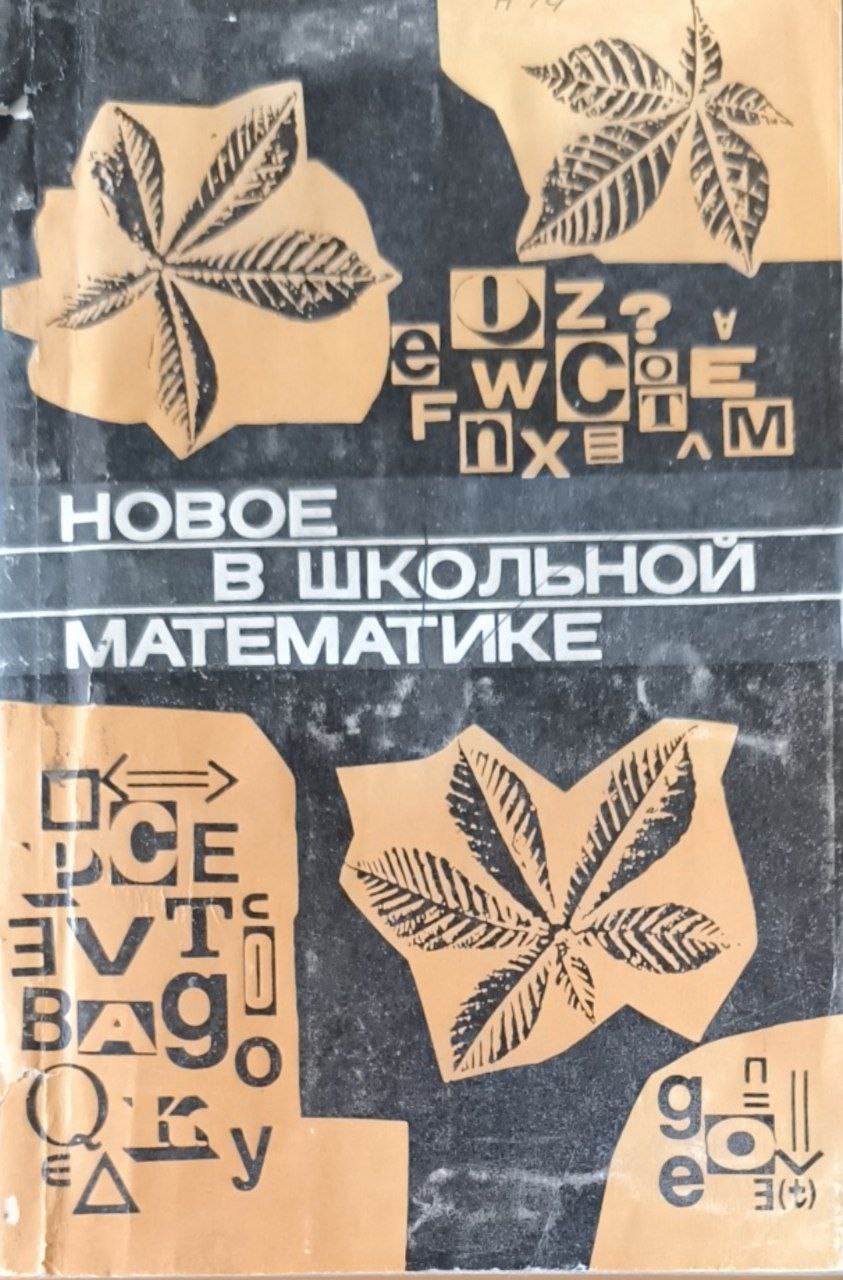 О Z ?
e W C O E
F n X T M
НОВОЕ
В ШКОЛЬНОЙ
МАТЕМАТИКЕ
C E
V T
B A g
Q K y o
g
e o
∃(t)